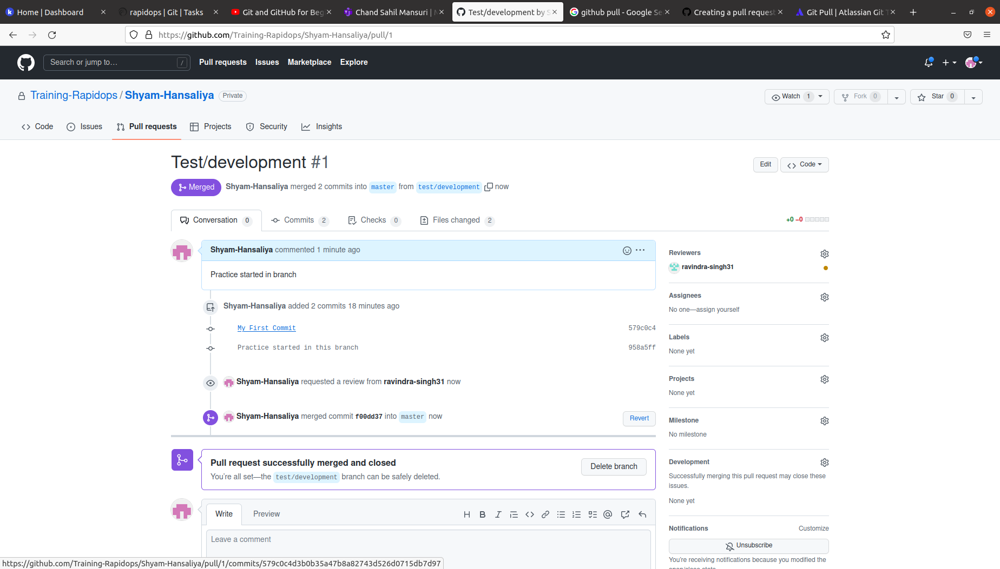 Home | Dashboard
rapidops | Git | Tasks
Git and GitHub for Beg
Chand Sahil Mansuri | M
Test/development by S
github pull - Google Se
Creating a pull request
Git Pull | Atlassian Git T
https://github.com/Training-Rapidops/Shyam-Hansaliya/pull/1
Search or jump to…
/
Pull requests
Issues
Marketplace
Explore
Training-Rapidops / Shyam-Hansaliya
Private
Watch 1
Fork 0
Star 0
Code
Issues
Pull requests
Projects
Security
Insights
Test/development #1
Edit
Code
Merged
Shyam-Hansaliya merged 2 commits into master from test/development now
Conversation 0
Commits 2
Checks 0
Files changed 2
+0 −0
Shyam-Hansaliya commented 1 minute ago
Practice started in branch
Shyam-Hansaliya added 2 commits 18 minutes ago
My First Commit 579c0c4
Practice started in this branch 958a5ff
Shyam-Hansaliya requested a review from ravindra-singh31 now
Shyam-Hansaliya merged commit f00dd37 into master now
Revert
Pull request successfully merged and closed
You're all set—the test/development branch can be safely deleted.
Delete branch
Write
Preview
Leave a comment
Reviewers
ravindra-singh31
Assignees
No one—assign yourself
Labels
None yet
Projects
None yet
Milestone
No milestone
Development
Successfully merging this pull request may close these
issues.
None yet
Notifications
Customize
Unsubscribe
You're receiving notifications because you modified the
open/close state.
https://github.com/Training-Rapidops/Shyam-Hansaliya/pull/1/commits/579c0c4d3b0b35a47b8a82743d526d0715db7d97